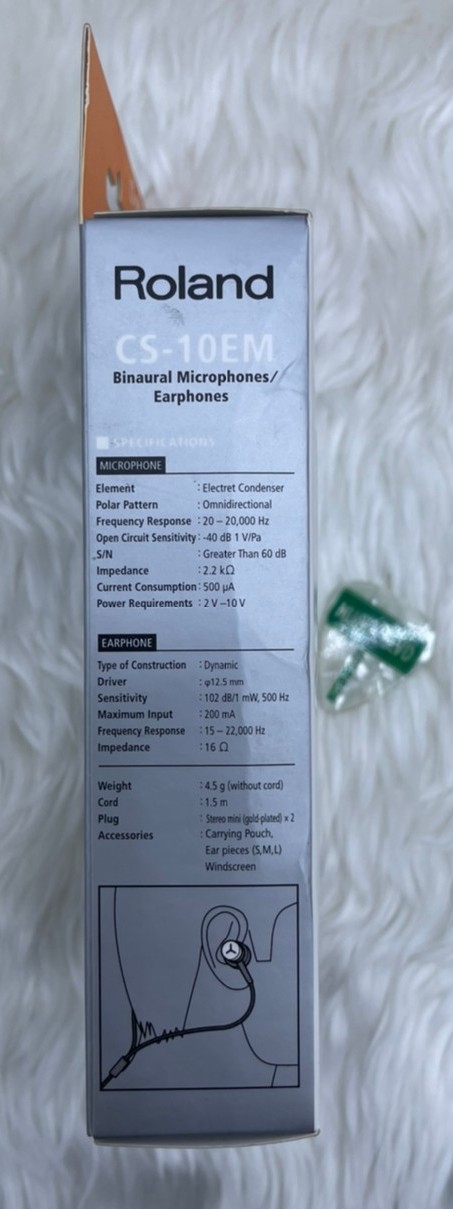 Roland
CS-10EM
Binaural Microphones/
Earphones
SPECIFICATIONS
MICROPHONE
Element : Electret Condenser
Polar Pattern : Omnidirectional
Frequency Response : 20 – 20,000 Hz
Open Circuit Sensitivity : -40 dB 1 V/Pa
S/N : Greater Than 60 dB
Impedance : 2.2 kΩ
Current Consumption : 500 μA
Power Requirements : 2 V –10 V
EARPHONE
Type of Construction : Dynamic
Driver : φ12.5 mm
Sensitivity : 102 dB/1 mW, 500 Hz
Maximum Input : 200 mA
Frequency Response : 15 – 22,000 Hz
Impedance : 16 Ω
Weight : 4.5 g (without cord)
Cord : 1.5 m
Plug : Stereo mini (gold-plated) x 2
Accessories : Carrying Pouch,
Ear pieces (S,M,L)
Windscreen